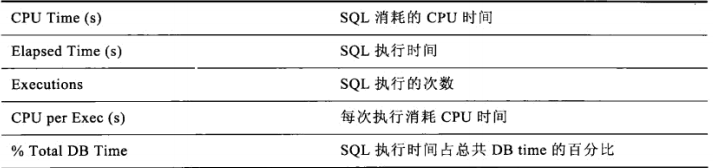 CPU Time (s) SQL 消耗的 CPU 时间
Elapsed Time (s) SQL 执行时间
Executions SQL 执行的次数
CPU per Exec (s) 每次执行消耗 CPU 时间
% Total DB Time SQL 执行时间占总共 DB time 的百分比